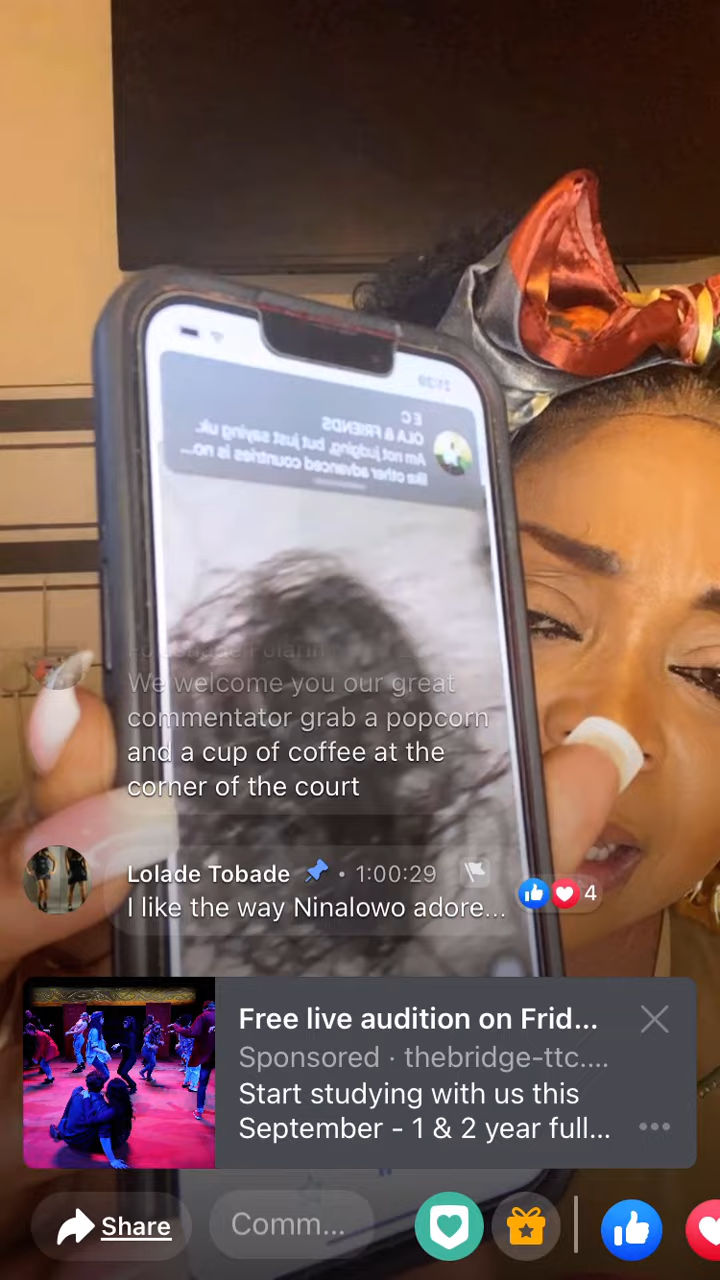 21:39
E C
OLA & FRIENDS
Am not judging, but just saying uk..
like other advanced countries is no...
We welcome you our great
commentator grab a popcorn
and a cup of coffee at the
corner of the court
Lolade Tobade • 1:00:29
I like the way Ninalowo adore...
4
Free live audition on Frid...
Sponsored · thebridge-ttc....
Start studying with us this
September - 1 & 2 year full...
Share
Comm...